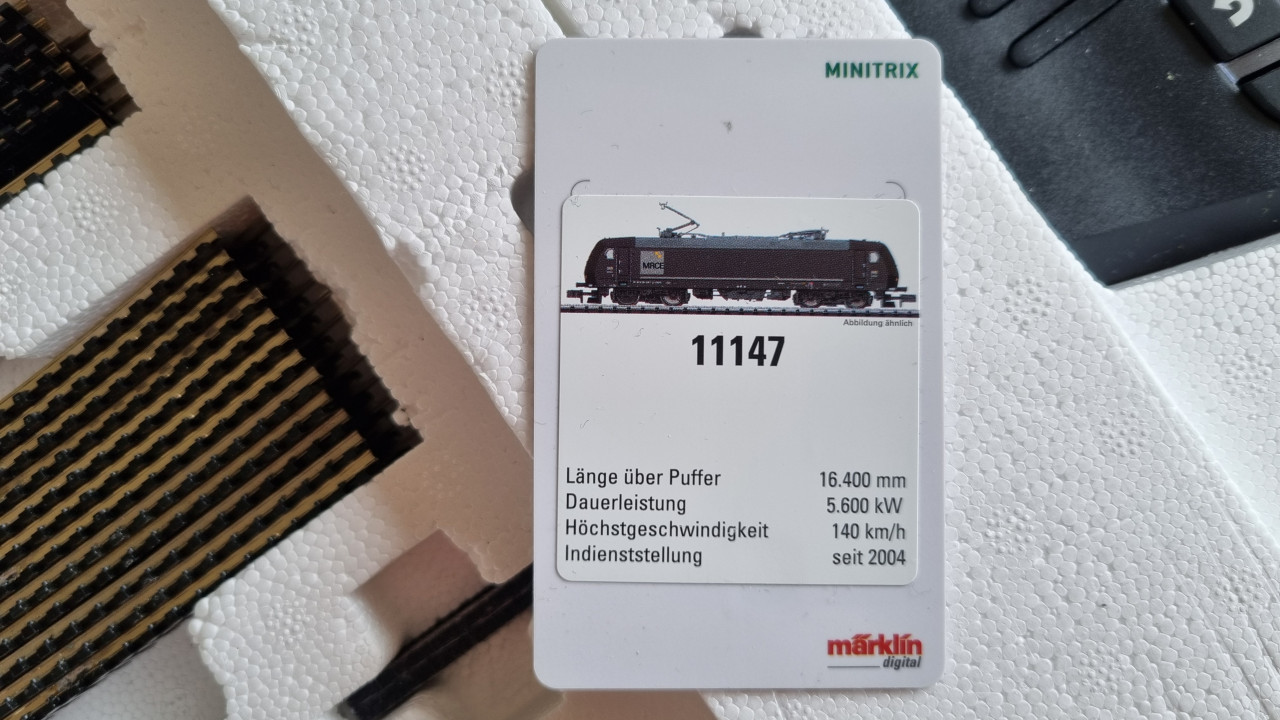 MINITRIX
MRCE
Abbildung ähnlich
11147
Länge über Puffer 16.400 mm
Dauerleistung 5.600 kW
Höchstgeschwindigkeit 140 km/h
Indienststellung seit 2004
märklin
digital